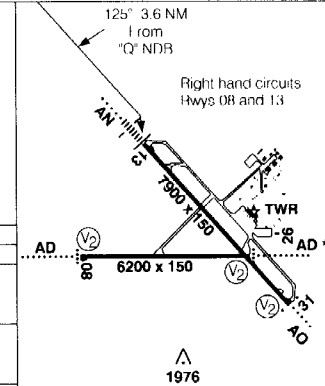 125° 3.6 NM
from
"Q" NDB
Right hand circuits
Rwys 08 and 13
AN
13
7900 x 150
TWR
26
V2
AD
AD
08
6200 x 150
V2
V2
31
AO
1976